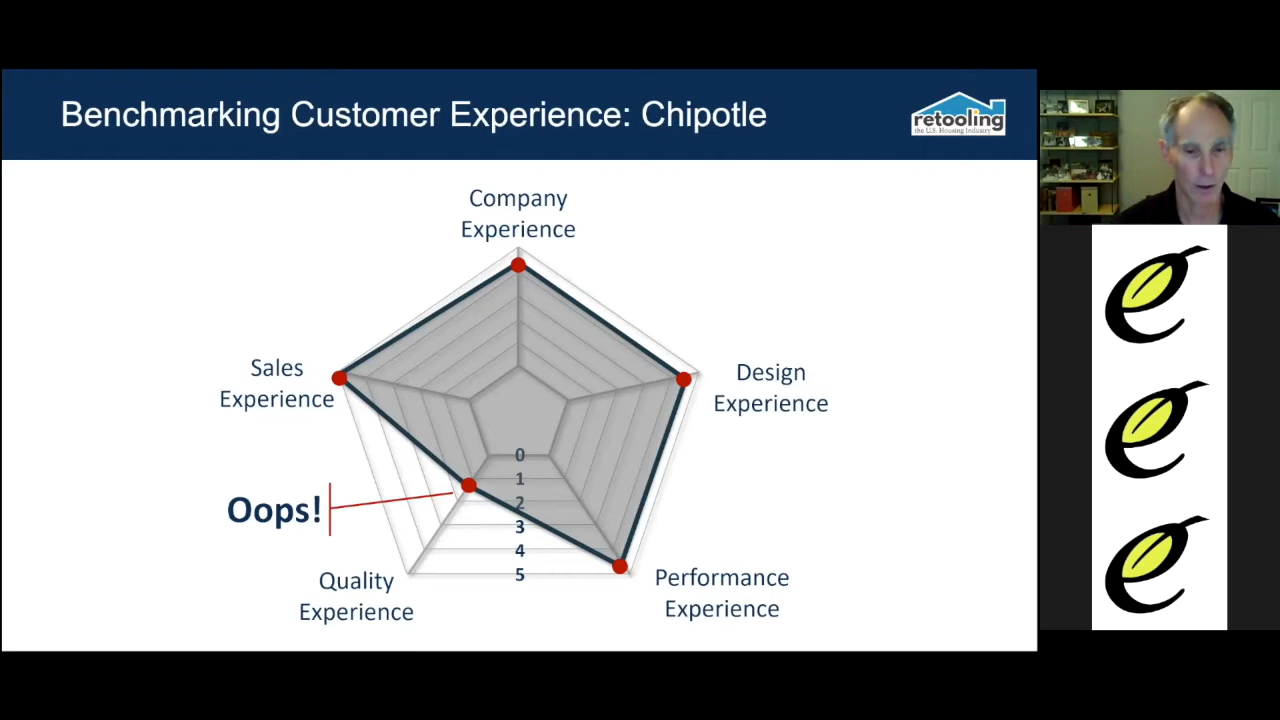 Benchmarking Customer Experience: Chipotle
retooling
the U.S. Housing Industry
Company
Experience
Sales
Experience
Design
Experience
0
1
2
3
4
5
Oops!
Quality
Experience
Performance
Experience